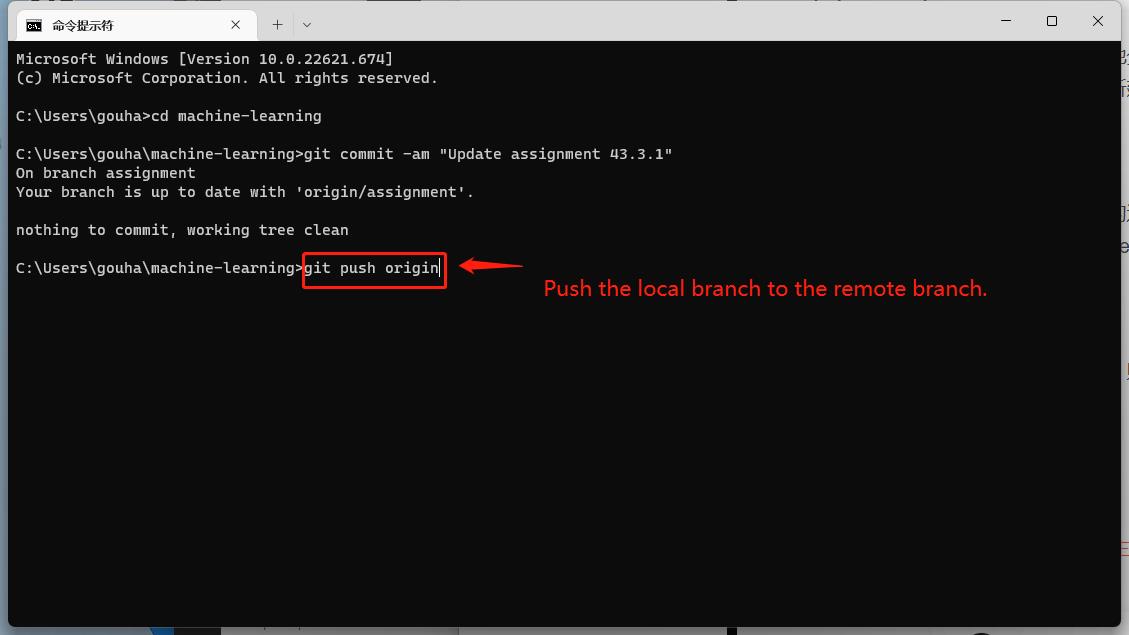 命令提示符
Microsoft Windows [Version 10.0.22621.674]
(c) Microsoft Corporation. All rights reserved.
C:\Users\gouha>cd machine-learning
C:\Users\gouha\machine-learning>git commit -am "Update assignment 43.3.1"
On branch assignment
Your branch is up to date with 'origin/assignment'.
nothing to commit, working tree clean
C:\Users\gouha\machine-learning>git push origin
Push the local branch to the remote branch.